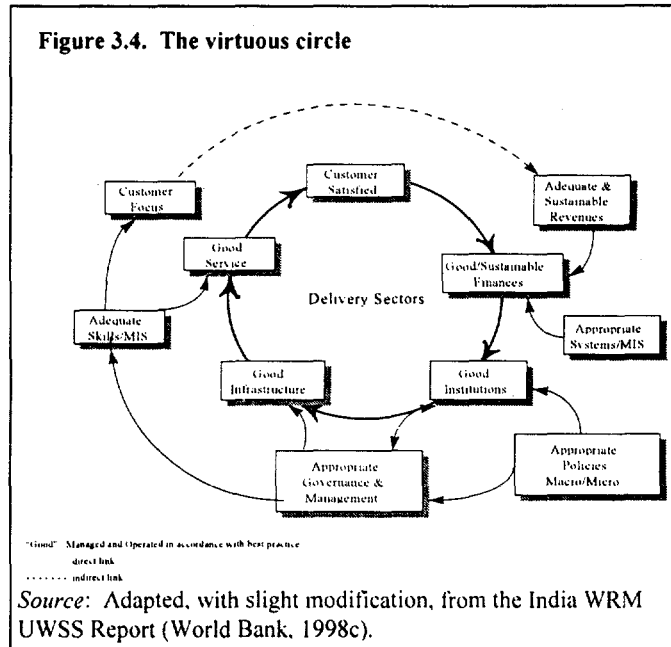 Figure 3.4. The virtuous circle
Customer
Satisfied
Customer
Focus
Adequate &
Sustainable
Revenues
Good
Service
Good/Sustainable
Finances
Delivery Sectors
Adequate
Skills/MIS
Appropriate
Systems/MIS
Good
Infrastructure
Good
Institutions
Appropriate
Governance &
Management
Appropriate
Policies
Macro/Micro
"Good" Managed and Operated in accordance with best practice
direct link
indirect link
Source: Adapted, with slight modification, from the India WRM
UWSS Report (World Bank, 1998c).